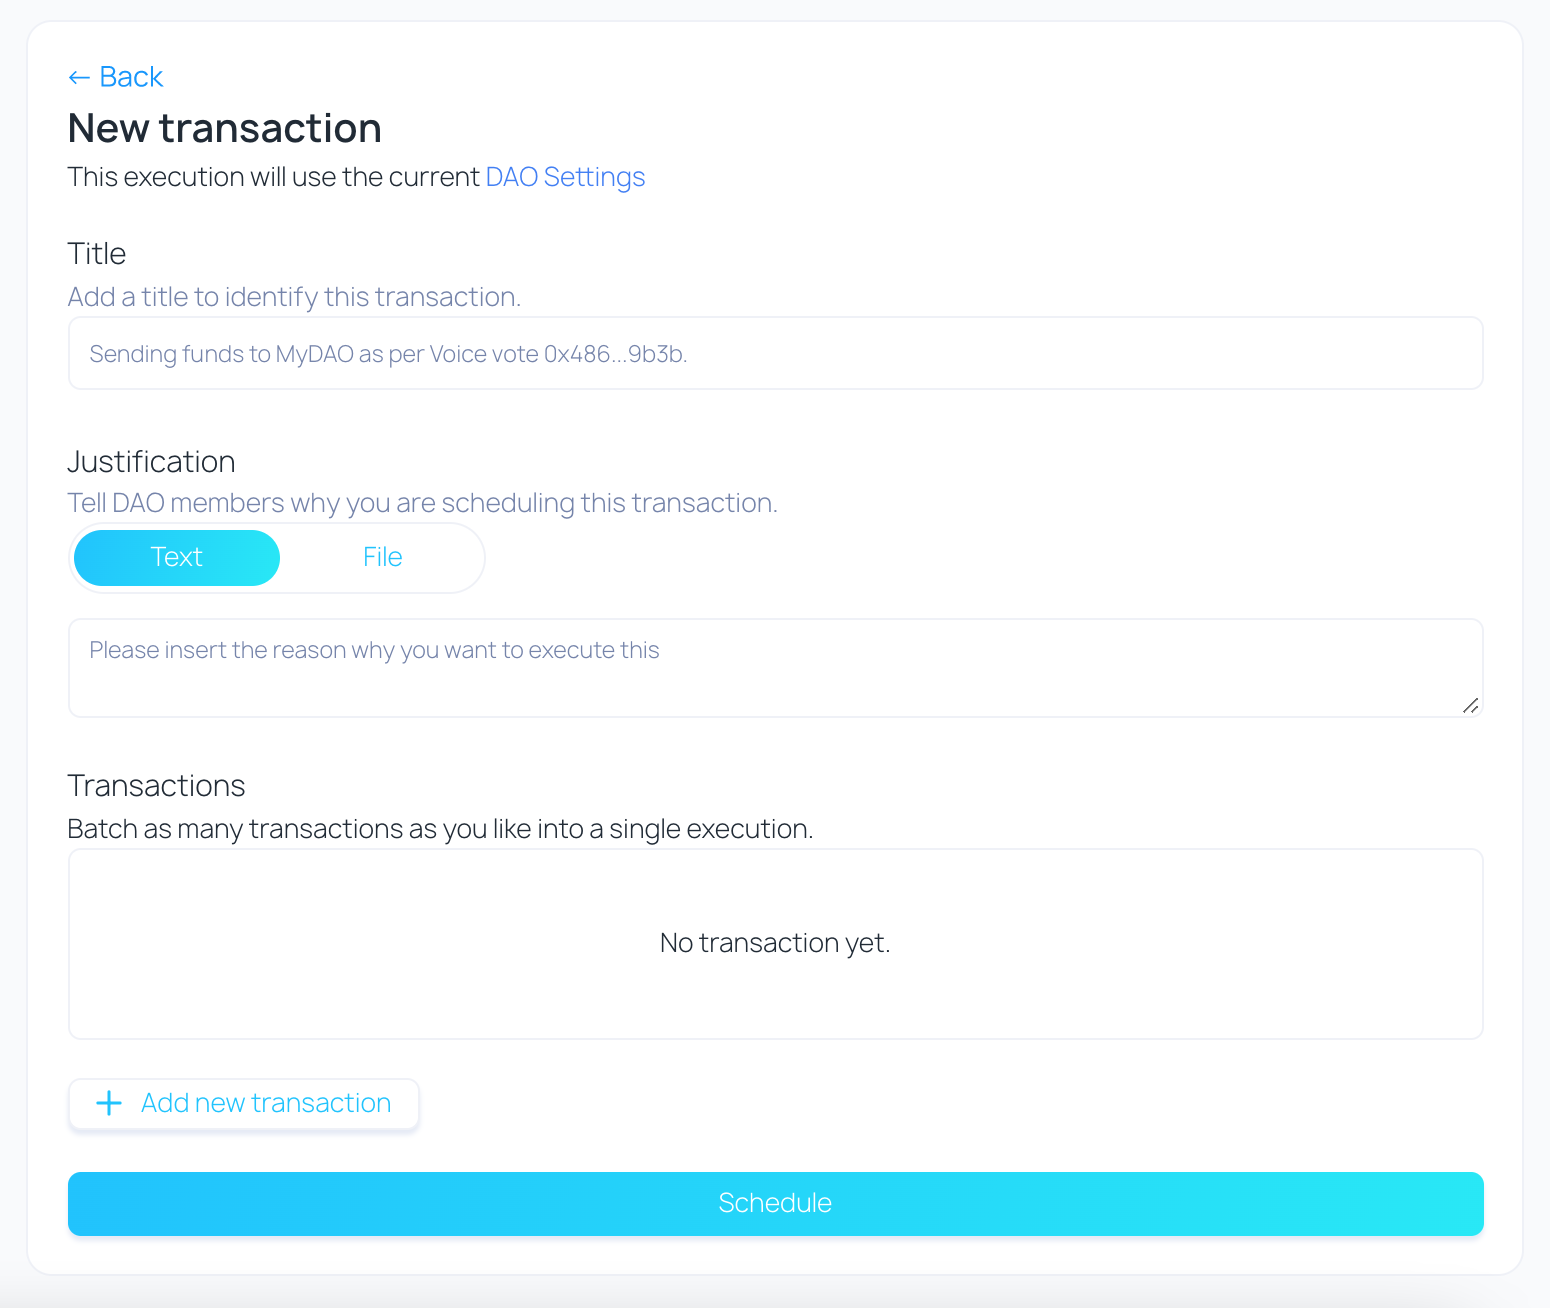 ← Back
New transaction
This execution will use the current DAO Settings
Title
Add a title to identify this transaction.
Sending funds to MyDAO as per Voice vote 0x486...9b3b.
Justification
Tell DAO members why you are scheduling this transaction.
Text File
Please insert the reason why you want to execute this
Transactions
Batch as many transactions as you like into a single execution.
No transaction yet.
+ Add new transaction
Schedule